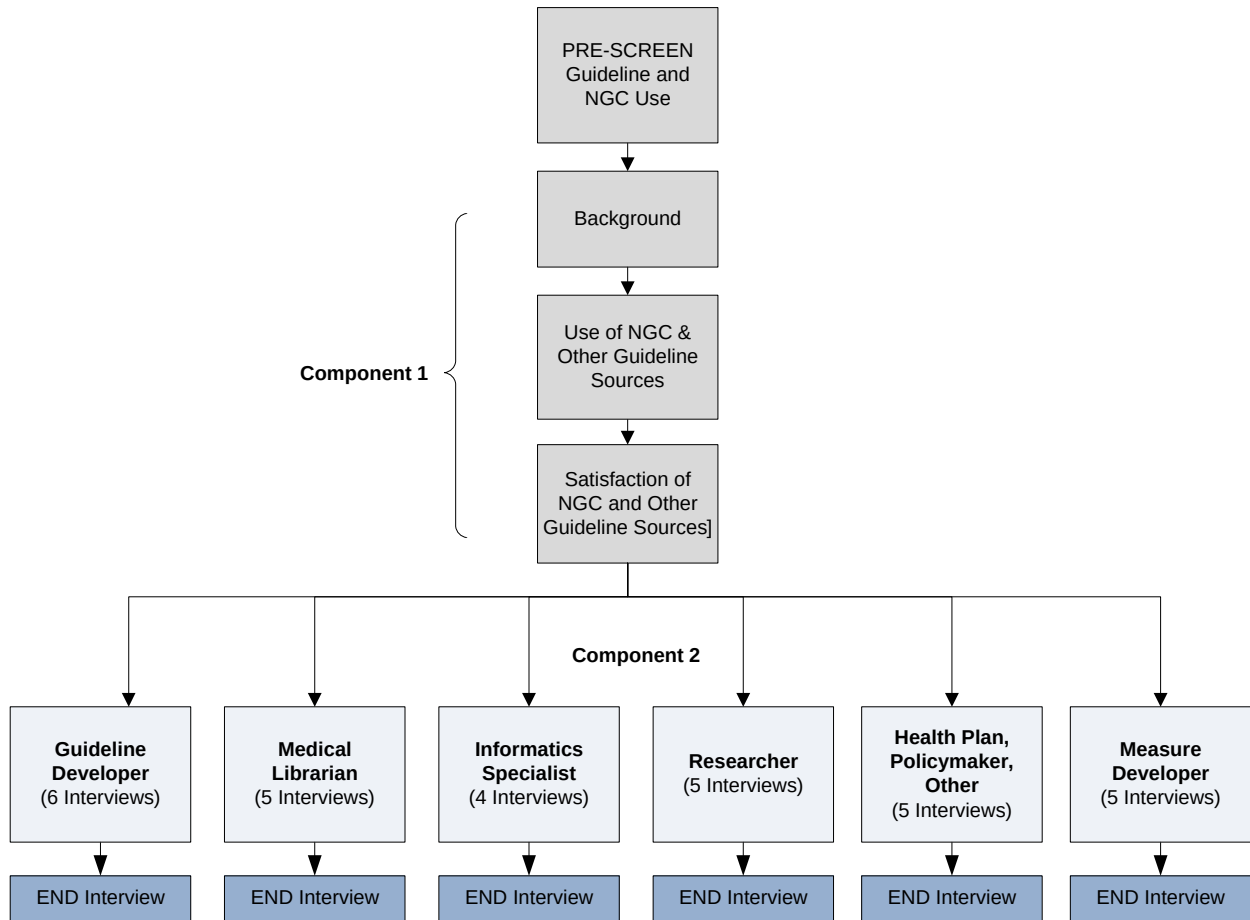 PRE-SCREEN
Guideline and
NGC Use
Background
Use of NGC &
Other Guideline
Sources
Component 1
Satisfaction of
NGC and Other
Guideline Sources]
Component 2
Guideline
Developer
(6 Interviews)
Medical
Librarian
(5 Interviews)
Informatics
Specialist
(4 Interviews)
Researcher
(5 Interviews)
Health Plan,
Policymaker,
Other
(5 Interviews)
Measure
Developer
(5 Interviews)
END Interview
END Interview
END Interview
END Interview
END Interview
END Interview